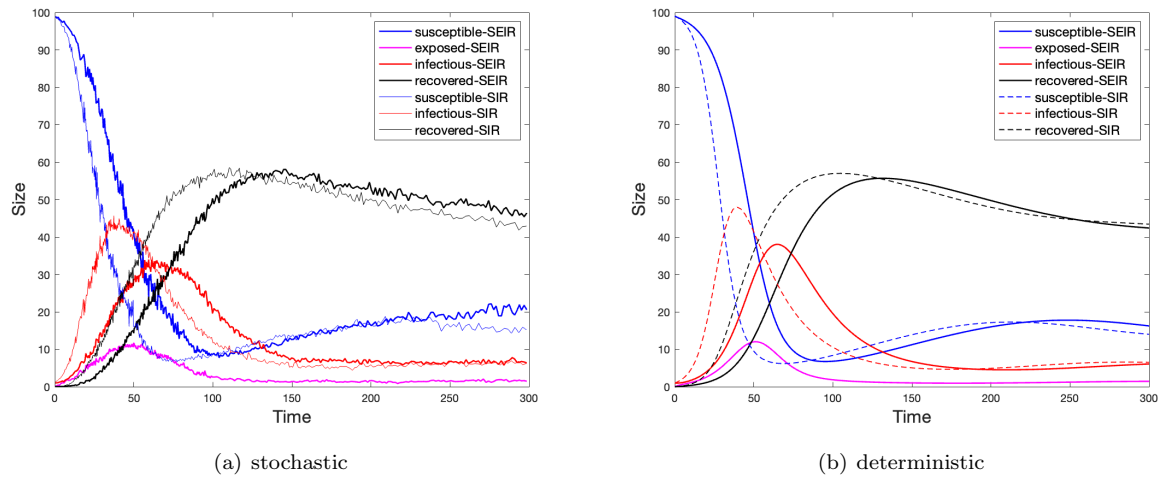 100
90
80
70
60
50
40
30
20
10
0
Size
0 50 100 150 200 250 300
Time
susceptible-SEIR
exposed-SEIR
infectious-SEIR
recovered-SEIR
susceptible-SIR
infectious-SIR
recovered-SIR
(a) stochastic
100
90
80
70
60
50
40
30
20
10
0
Size
0 50 100 150 200 250 300
Time
susceptible-SEIR
exposed-SEIR
infectious-SEIR
recovered-SEIR
susceptible-SIR
infectious-SIR
recovered-SIR
(b) deterministic